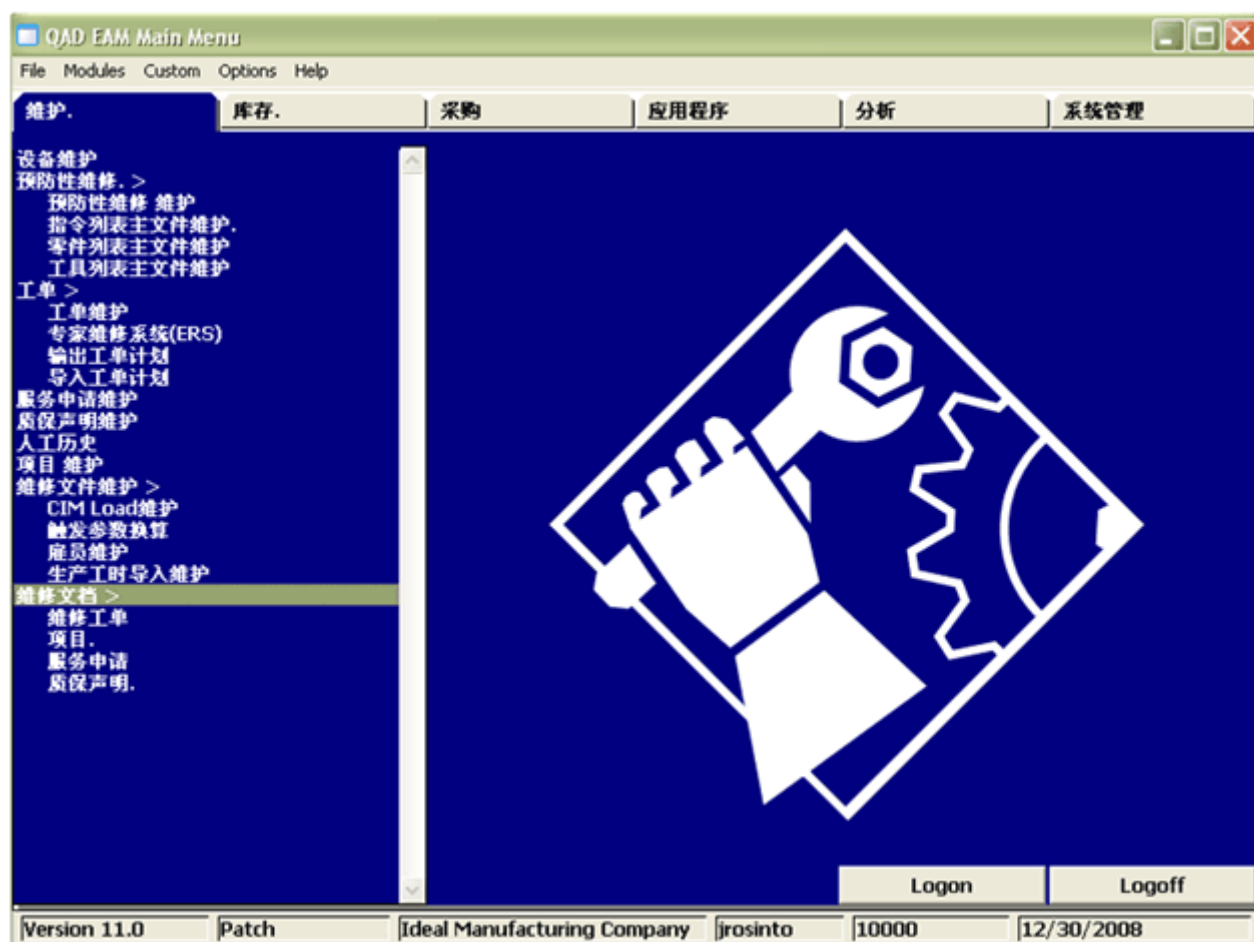 QAD EAM Main Menu
File Modules Custom Options Help
维护. 库存. 采购 应用程序 分析 系统管理
设备维护
预防性维修. >
预防性维修 维护
指令列表主文件维护.
零件列表主文件维护
工具列表主文件维护
工单 >
工单维护
专家维修系统(ERS)
输出工单计划
导入工单计划
服务申请维护
质保声明维护
人工历史
项目 维护
维修文件维护 >
CIM Load维护
触发参数换算
雇员维护
生产工时导入维护
维修文档 >
维修工单
项目.
服务申请
质保声明.
Logon Logoff
Version 11.0 Patch Ideal Manufacturing Company jrosinto 10000 12/30/2008